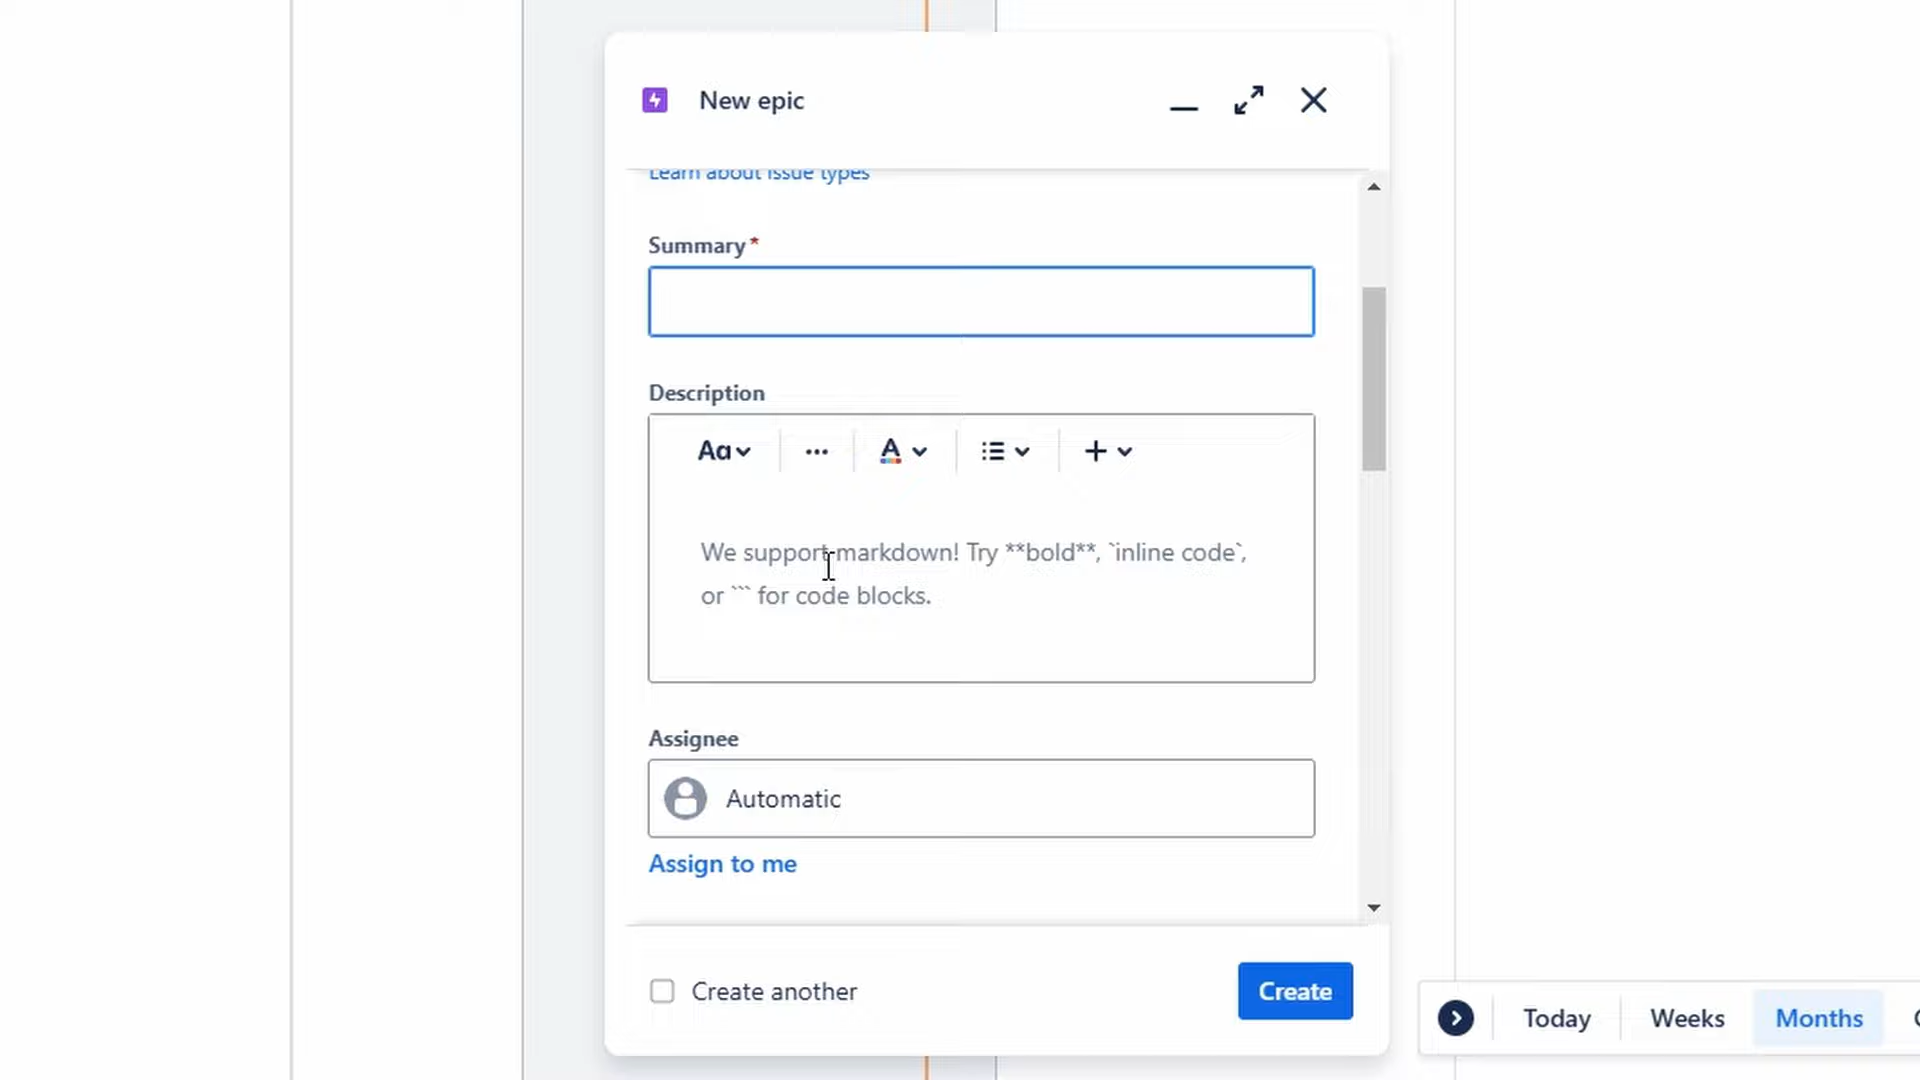 New epic
Learn about issue types
Summary*
Description
Aa
A
We support markdown! Try **bold**, `inline code`,
or ``` for code blocks.
Assignee
Automatic
Assign to me
Create another
Create
Today
Weeks
Months